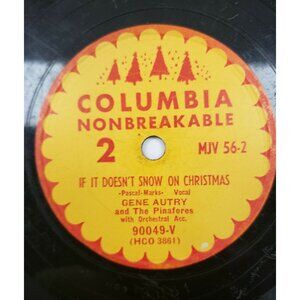 COLUMBIA
NONBREAKABLE
2 MJV 56-2
IF IT DOESN'T SNOW ON CHRISTMAS
-Pascal-Marks- Vocal
GENE AUTRY
and The Pinafores
with Orchestral Acc.
90049-V
(HCO 3861)